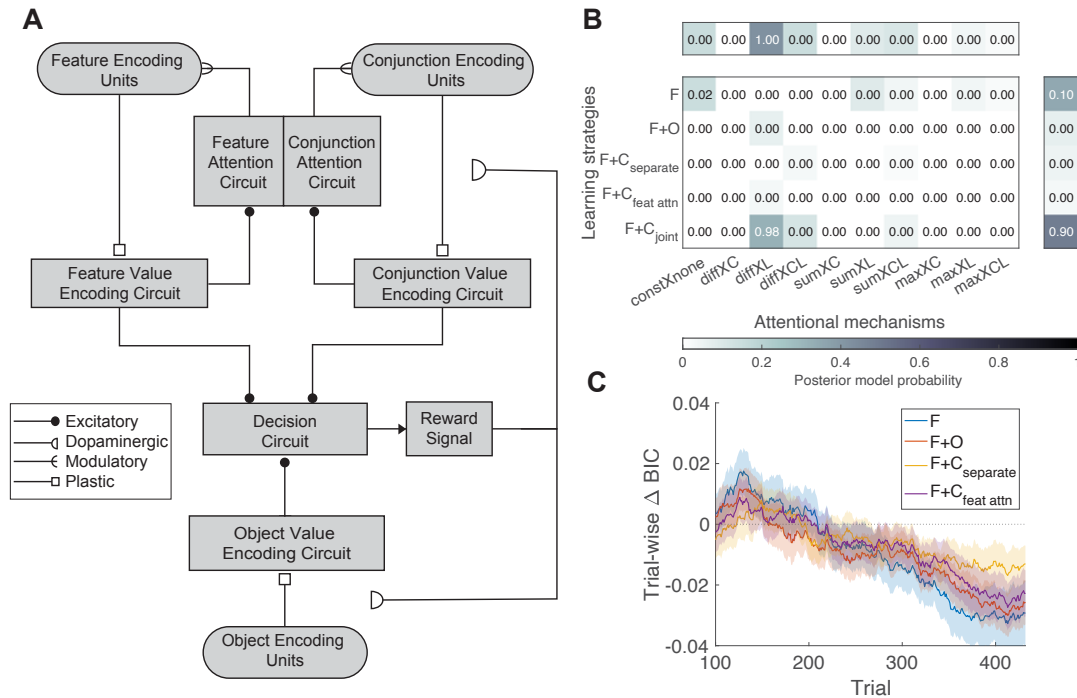 A
Feature Encoding
Units
Conjunction Encoding
Units
Feature
Attention
Circuit
Conjunction
Attention
Circuit
Feature Value
Encoding Circuit
Conjunction Value
Encoding Circuit
Decision
Circuit
Reward
Signal
Excitatory
Dopaminergic
Modulatory
Plastic
Object Value
Encoding Circuit
Object Encoding
Units
B
0.00 0.00 1.00 0.00 0.00 0.00 0.00 0.00 0.00 0.00
Learning strategies
F 0.02 0.00 0.00 0.00 0.00 0.00 0.00 0.00 0.00 0.00 0.10
F+O 0.00 0.00 0.00 0.00 0.00 0.00 0.00 0.00 0.00 0.00 0.00
F+Cseparate 0.00 0.00 0.00 0.00 0.00 0.00 0.00 0.00 0.00 0.00 0.00
F+Cfeat attn 0.00 0.00 0.00 0.00 0.00 0.00 0.00 0.00 0.00 0.00 0.00
F+Cjoint 0.00 0.00 0.98 0.00 0.00 0.00 0.00 0.00 0.00 0.00 0.90
constXnone diffXC diffXL diffXCL sumXC sumXL sumXCL maxXC maxXL maxXCL
Attentional mechanisms
0 0.2 0.4 0.6 0.8 1
Posterior model probability
C
Trial-wise Δ BIC
0.04
0.02
0
-0.02
-0.04
F
F+O
F+Cseparate
F+Cfeat attn
100 200 300 400
Trial